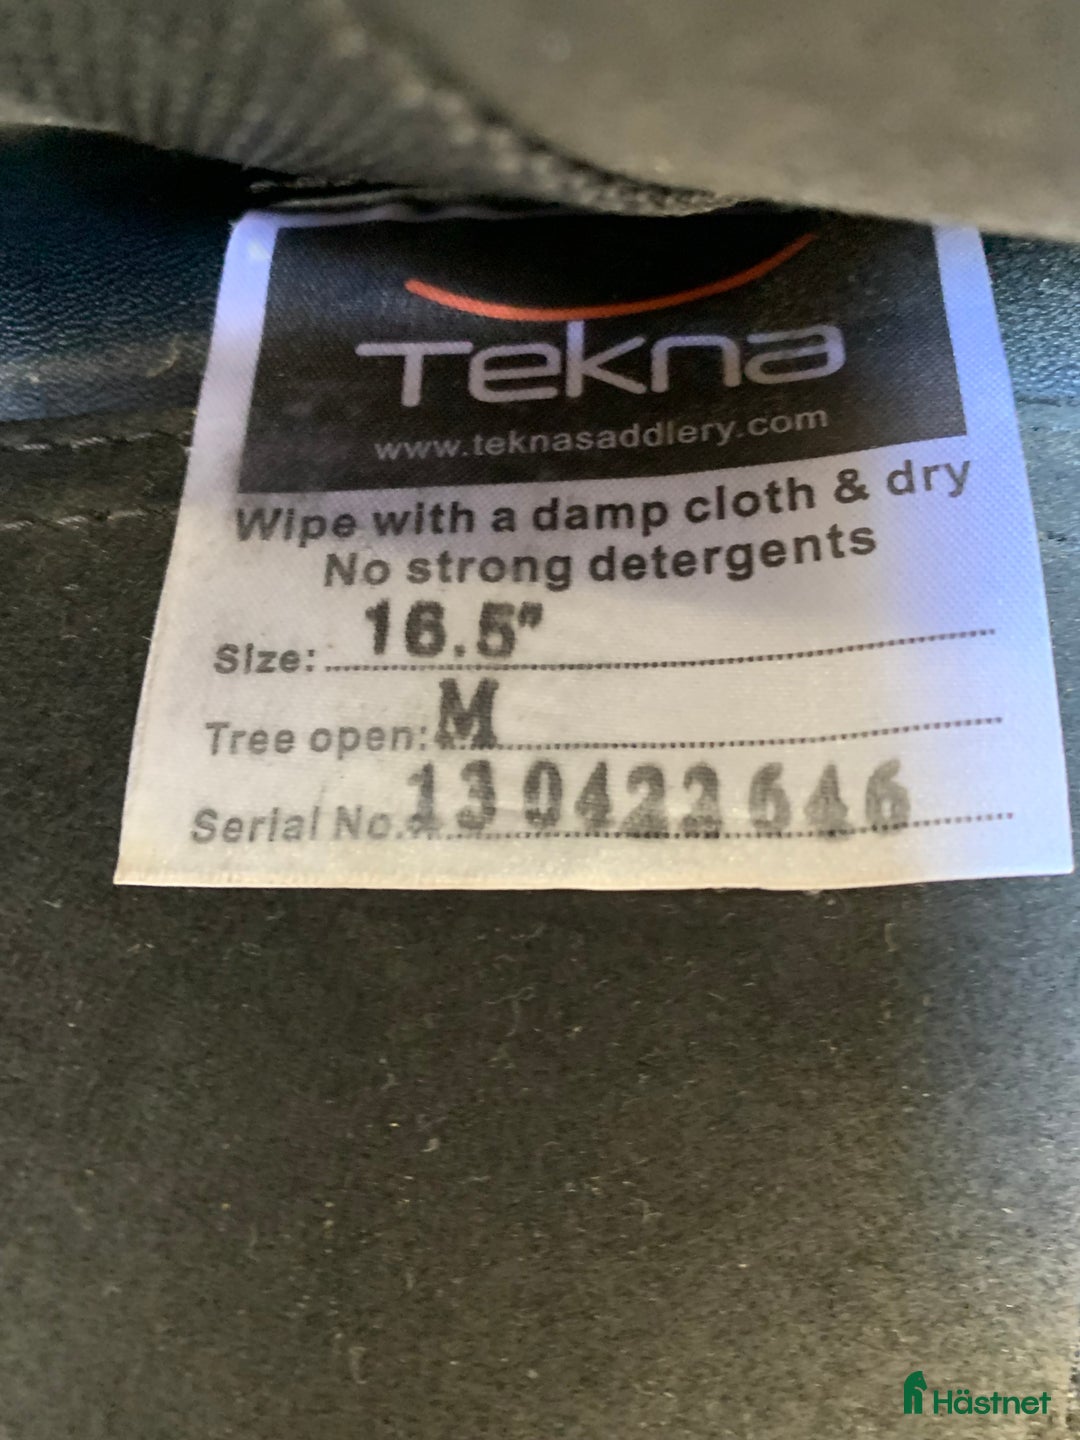 Tekna
www.teknasaddlery.com
Wipe with a damp cloth & dry
No strong detergents
Size: 16.5"
Tree open: M
Serial No. 130422646
Hästnet